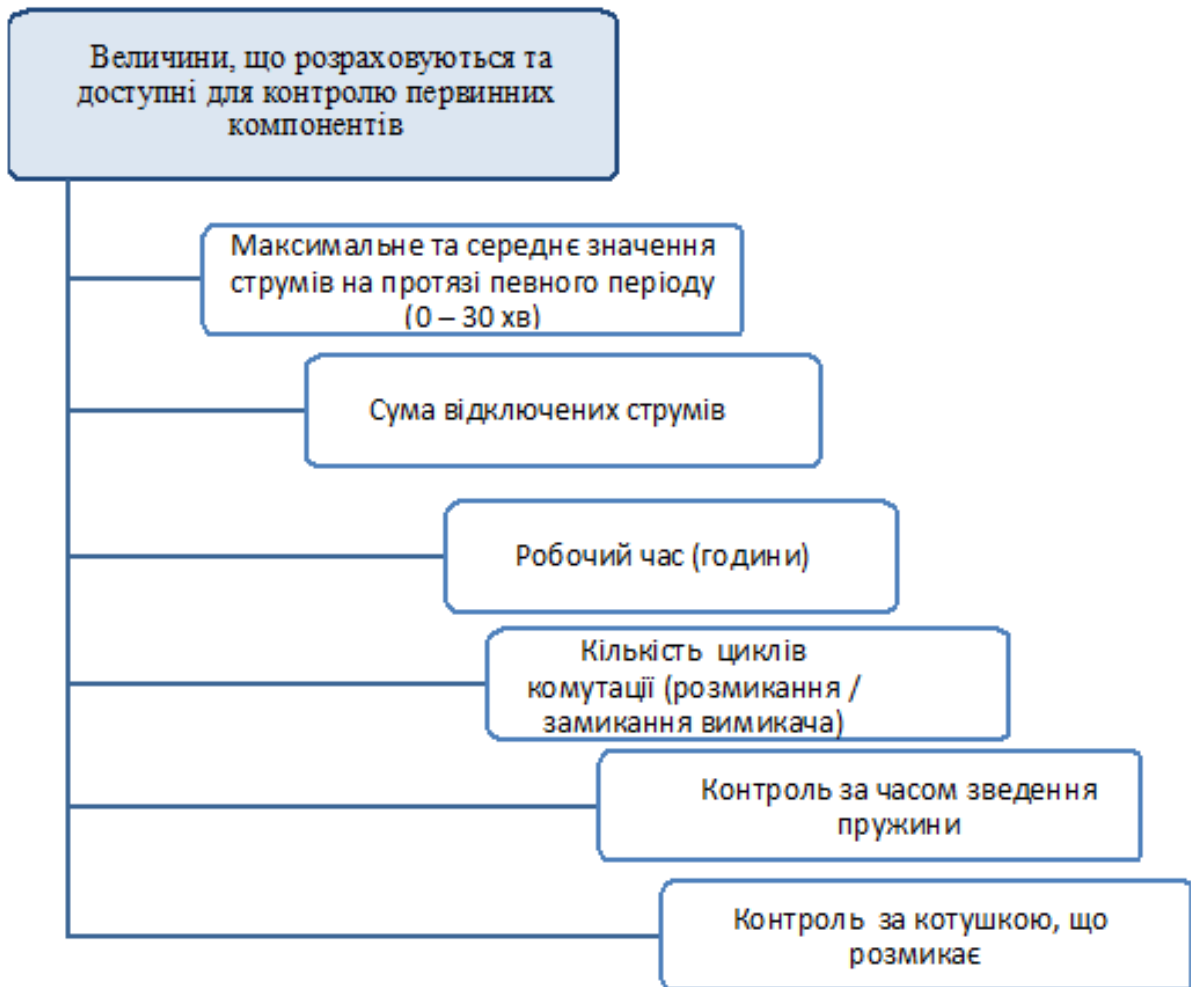 Величини, що розраховуються та
доступні для контролю первинних
компонентів
Максимальне та середнє значення
струмів на протязі певного періоду
(0 – 30 хв)
Сума відключених струмів
Робочий час (години)
Кількість циклів
комутації (розмикання /
замикання вимикача)
Контроль за часом зведення
пружини
Контроль за котушкою, що
розмикає